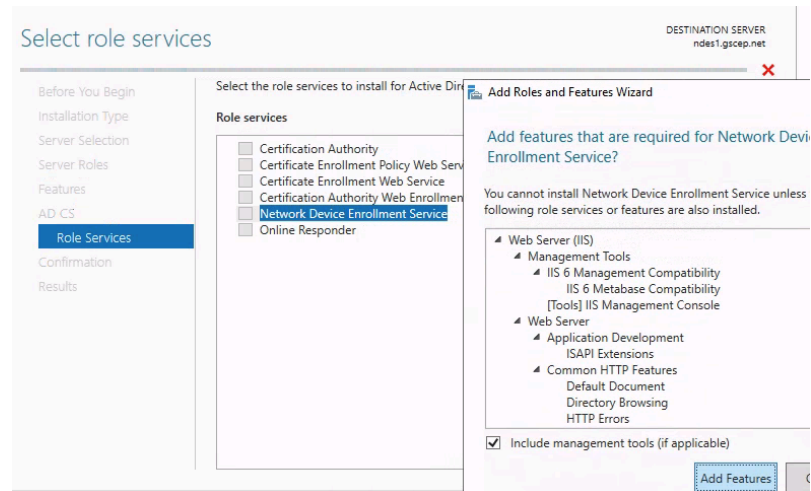 Select role services
DESTINATION SERVER
ndes1.gscep.net
Before You Begin
Installation Type
Server Selection
Server Roles
Features
AD CS
Role Services
Confirmation
Results
Select the role services to install for Active Dire
Role services
Certification Authority
Certificate Enrollment Policy Web Serv
Certificate Enrollment Web Service
Certification Authority Web Enrollmen
Network Device Enrollment Service
Online Responder
Add Roles and Features Wizard
Add features that are required for Network Devi
Enrollment Service?
You cannot install Network Device Enrollment Service unless
following role services or features are also installed.
Web Server (IIS)
Management Tools
IIS 6 Management Compatibility
IIS 6 Metabase Compatibility
[Tools] IIS Management Console
Web Server
Application Development
ISAPI Extensions
Common HTTP Features
Default Document
Directory Browsing
HTTP Errors
Include management tools (if applicable)
Add Features